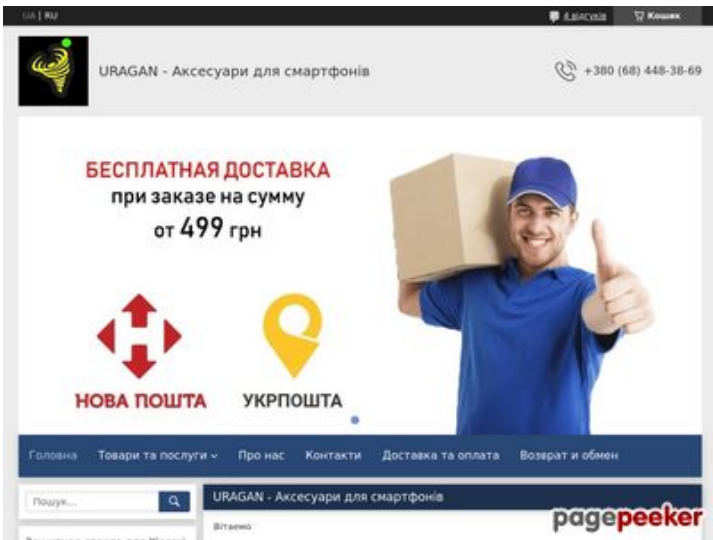 UA | RU
4 відгуків
Кошик
URAGAN - Аксесуари для смартфонів
+380 (68) 448-38-69
БЕСПЛАТНАЯ ДОСТАВКА
при заказе на сумму
от 499 грн
НОВА ПОШТА
УКРПОШТА
Головна Товари та послуги Про нас Контакти Доставка та оплата Возврат и обмен
Пошук...
URAGAN - Аксесуари для смартфонів
Вітаємо
pagepeeker